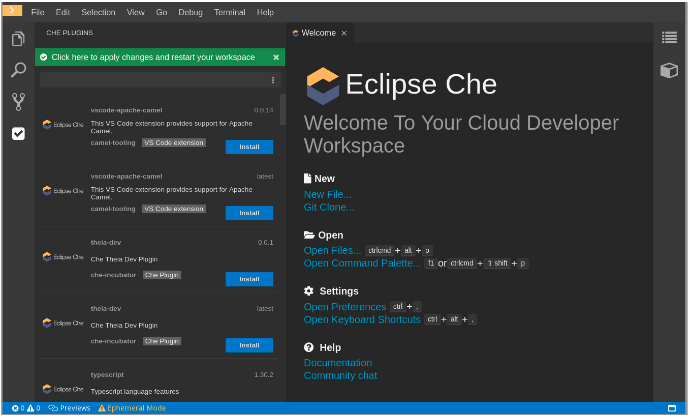 File Edit Selection View Go Debug Terminal Help
CHE PLUGINS
Click here to apply changes and restart your workspace
vscode-apache-camel 0.0.14
Eclipse Che
This VS Code extension provides support for Apache
Camel.
camel-tooling VS Code extension
Install
vscode-apache-camel latest
Eclipse Che
This VS Code extension provides support for Apache
Camel.
camel-tooling VS Code extension
Install
theia-dev 0.0.1
Eclipse Che
Che Theia Dev Plugin
che-incubator Che Plugin
Install
theia-dev latest
Eclipse Che
Che Theia Dev Plugin
che-incubator Che Plugin
Install
typescript 1.30.2
Eclipse Che
Typescript language features
Welcome
Eclipse Che
Welcome To Your Cloud Developer
Workspace
New
New File...
Git Clone...
Open
Open Files... ctrlcmd + alt + o
Open Command Palette... f1 or ctrlcmd + ⇧ shift + p
Settings
Open Preferences ctrl + ,
Open Keyboard Shortcuts ctrl + alt + ,
Help
Documentation
Community chat
0 0 Previews Ephemeral Mode